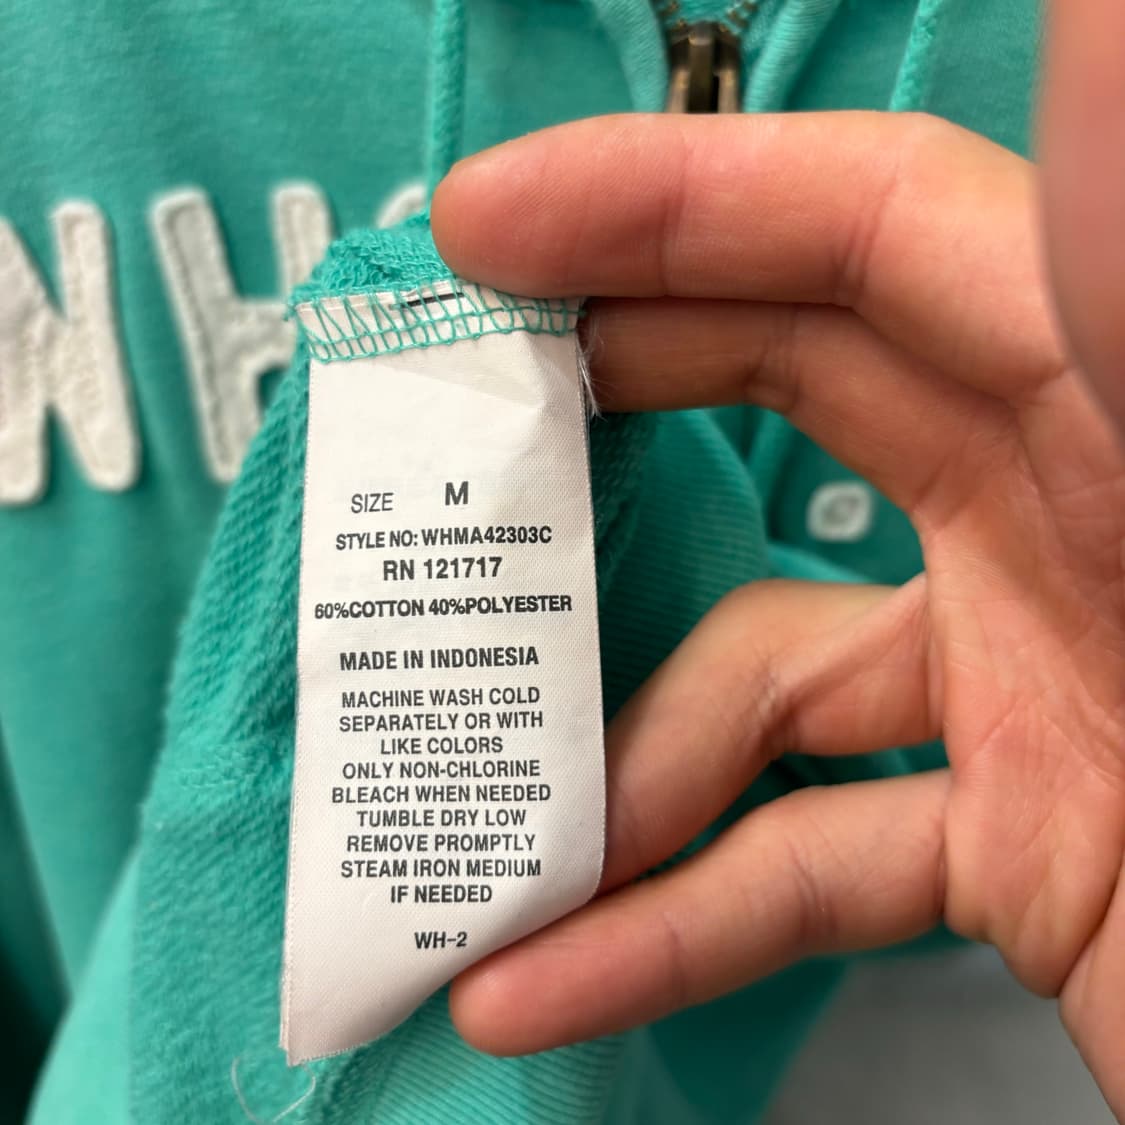 WH
SIZE M
STYLE NO: WHMA42303C
RN 121717
60%COTTON 40%POLYESTER
MADE IN INDONESIA
MACHINE WASH COLD
SEPARATELY OR WITH
LIKE COLORS
ONLY NON-CHLORINE
BLEACH WHEN NEEDED
TUMBLE DRY LOW
REMOVE PROMPTLY
STEAM IRON MEDIUM
IF NEEDED
WH-2